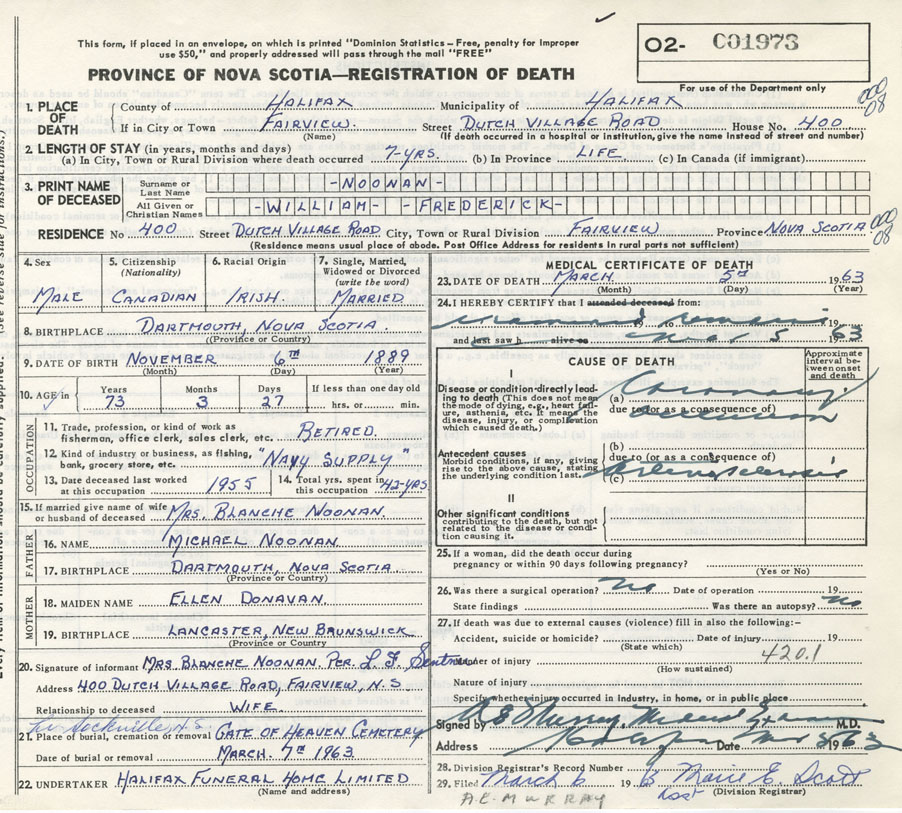 This form, if placed in an envelope, on which is printed "Dominion Statistics – Free, penalty for improper
use $50," and properly addressed will pass through the mail "FREE"
02- C01973
For use of the Department only
PROVINCE OF NOVA SCOTIA—REGISTRATION OF DEATH
1. PLACE OF DEATH
County of HALIFAX Municipality of HALIFAX
If in City or Town FAIRVIEW. Street DUTCH VILLAGE ROAD House No. 400
(Name) (If death occurred in a hospital or institution, give the name instead of street and number)
000
08
2. LENGTH OF STAY (in years, months and days)
(a) In City, Town or Rural Division where death occurred 7-YRS. (b) In Province LIFE. (c) In Canada (if immigrant)
3. PRINT NAME OF DECEASED
Surname or Last Name -NOONAN-
All Given or Christian Names -WILLIAM- -FREDERICK-
RESIDENCE No 400 Street DUTCH VILLAGE ROAD City, Town or Rural Division FAIRVIEW Province NOVA SCOTIA
(Residence means usual place of abode. Post Office Address for residents in rural parts not sufficient)
000
08
4. Sex
MALE
5. Citizenship
(Nationality)
CANADIAN
6. Racial Origin
IRISH.
7. Single, Married,
Widowed or Divorced
(write the word)
MARRIED.
8. BIRTHPLACE DARTMOUTH, NOVA SCOTIA.
(Province or Country)
9. DATE OF BIRTH NOVEMBER 6TH 1889
(Month) (Day) (Year)
10. AGE in
Years Months Days If less than one day old
73 3 27 hrs. or min.
OCCUPATION
11. Trade, profession, or kind of work as
fisherman, office clerk, sales clerk, etc. RETIRED.
12. Kind of industry or business, as fishing,
bank, grocery store, etc. "NAVY SUPPLY"
13. Date deceased last worked
at this occupation 1955
14. Total yrs. spent in
this occupation 42-YRS
15. If married give name of wife
or husband of deceased MRS. BLANCHE NOONAN.
FATHER
16. NAME MICHAEL NOONAN.
17. BIRTHPLACE DARTMOUTH, NOVA SCOTIA.
(Province or Country)
MOTHER
18. MAIDEN NAME ELLEN DONAVAN.
19. BIRTHPLACE LANCASTER, NEW BRUNSWICK
(Province or Country)
20. Signature of informant MRS. BLANCHE NOONAN. PER. L. F.
Address 400 DUTCH VILLAGE ROAD, FAIRVIEW, N.S
Relationship to deceased WIFE.
21. Place of burial, cremation or removal GATE OF HEAVEN CEMETERY
Date of burial or removal MARCH. 7TH 1963
22. UNDERTAKER HALIFAX FUNERAL HOME LIMITED
(Name and address)
MEDICAL CERTIFICATE OF DEATH
23. DATE OF DEATH MARCH. 5TH 1963
(Month) (Day) (Year)
24. I HEREBY CERTIFY that I attended deceased from:
19 to 19
and last saw h alive on 5 1963
CAUSE OF DEATH
Approximate interval between onset and death
I
Disease or condition directly leading to death (This does not mean
the mode of dying, e.g., heart failure, asthenia, etc. It means the
disease, injury, or complication
which caused death.)
(a) Coronary
due to (or as a consequence of)
Antecedent causes
Morbid conditions, if any, giving
rise to the above cause, stating
the underlying condition last.
(b)
due to (or as a consequence of)
(c)
II
Other significant conditions
contributing to the death, but not
related to the disease or condition causing it.
25. If a woman, did the death occur during
pregnancy or within 90 days following pregnancy?
(Yes or No)
26. Was there a surgical operation? no Date of operation 19
State findings Was there an autopsy? no
27. If death was due to external causes (violence) fill in also the following:-
Accident, suicide or homicide? Date of injury 19
(State which)
Manner of injury 420.1
(How sustained)
Nature of injury
Specify whether injury occurred in industry, in home, or in public place
Signed by Murray M.D.
Address Date 1963
28. Division Registrar's Record Number
29. Filed March 6 1963 Marie E. Scott
Asst (Division Registrar)
A.E. MURRAY